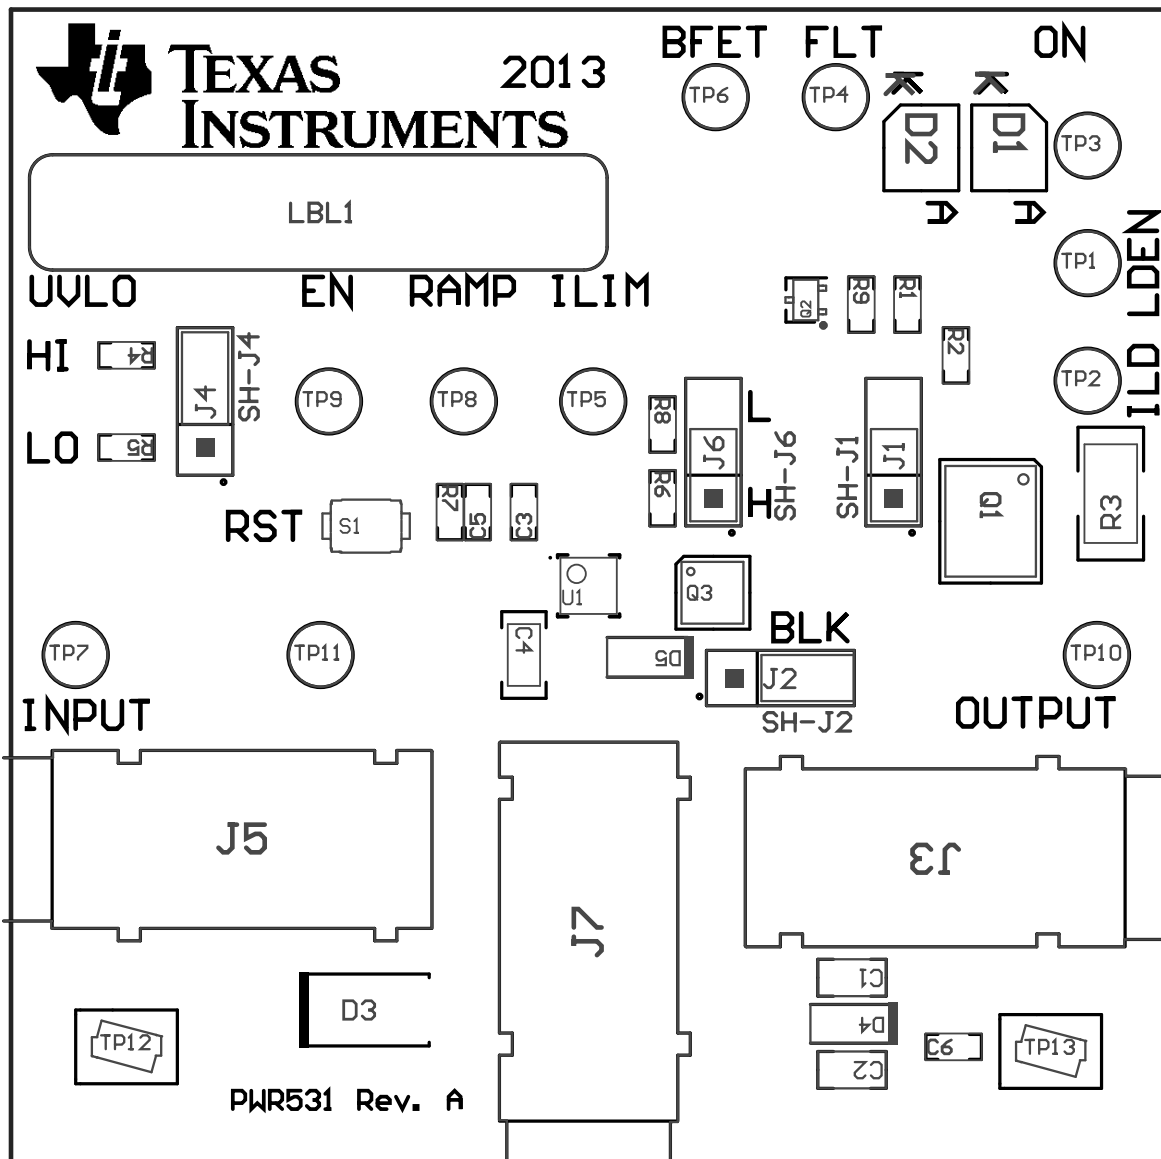 TEXAS
INSTRUMENTS
2013
BFET
FLT
ON
TP6
TP4
K
K
D2
D1
TP3
A
A
LBL1
TP1
LDEN
UVLO
EN
RAMP
ILIM
Q2
R9
R1
R2
HI
R4
J4
SH-J4
TP9
TP8
TP5
R8
L
TP2
ILD
LO
R5
J6
SH-J6
SH-J1
J1
R6
H
Q1
R3
RST
S1
R7
C5
C3
U1
Q3
TP7
TP11
C4
D5
BLK
J2
SH-J2
TP10
INPUT
OUTPUT
J5
J7
J3
C1
D3
D4
TP12
C6
TP13
C2
PWR531 Rev. A